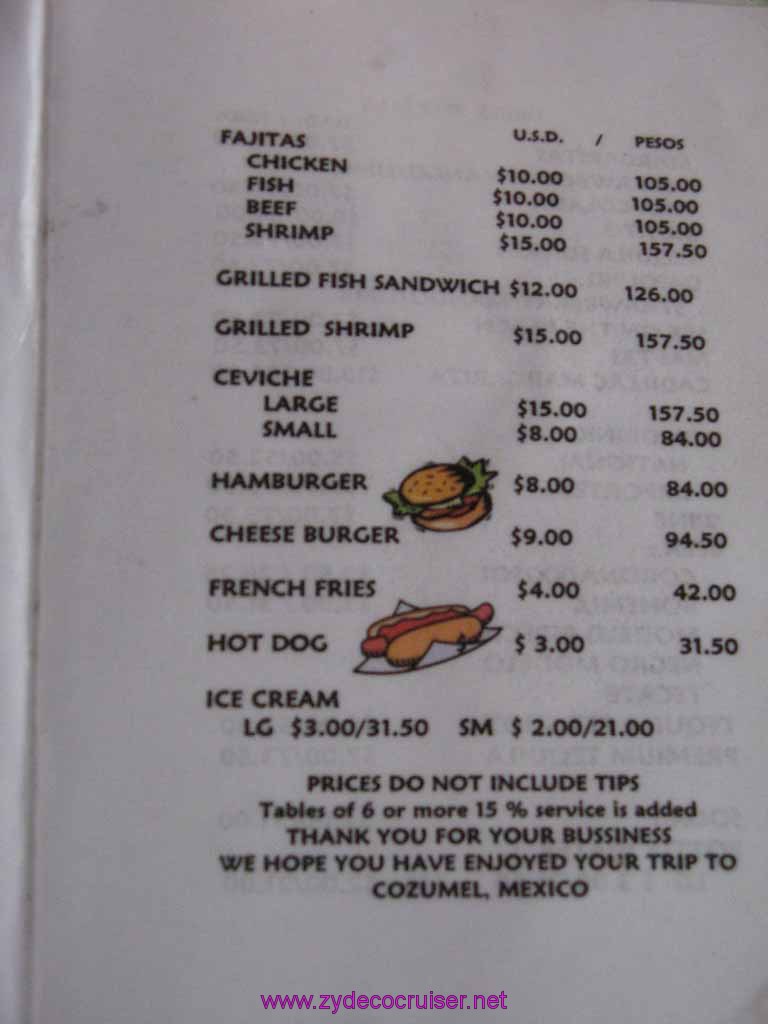 U.S.D. / PESOS
FAJITAS
CHICKEN $10.00 105.00
FISH $10.00 105.00
BEEF $10.00 105.00
SHRIMP $15.00 157.50
GRILLED FISH SANDWICH $12.00 126.00
GRILLED SHRIMP $15.00 157.50
CEVICHE
LARGE $15.00 157.50
SMALL $8.00 84.00
HAMBURGER $8.00 84.00
CHEESE BURGER $9.00 94.50
FRENCH FRIES $4.00 42.00
HOT DOG $ 3.00 31.50
ICE CREAM
LG $3.00/31.50 SM $ 2.00/21.00
PRICES DO NOT INCLUDE TIPS
Tables of 6 or more 15 % service is added
THANK YOU FOR YOUR BUSSINESS
WE HOPE YOU HAVE ENJOYED YOUR TRIP TO
COZUMEL, MEXICO
www.zydecocruiser.net